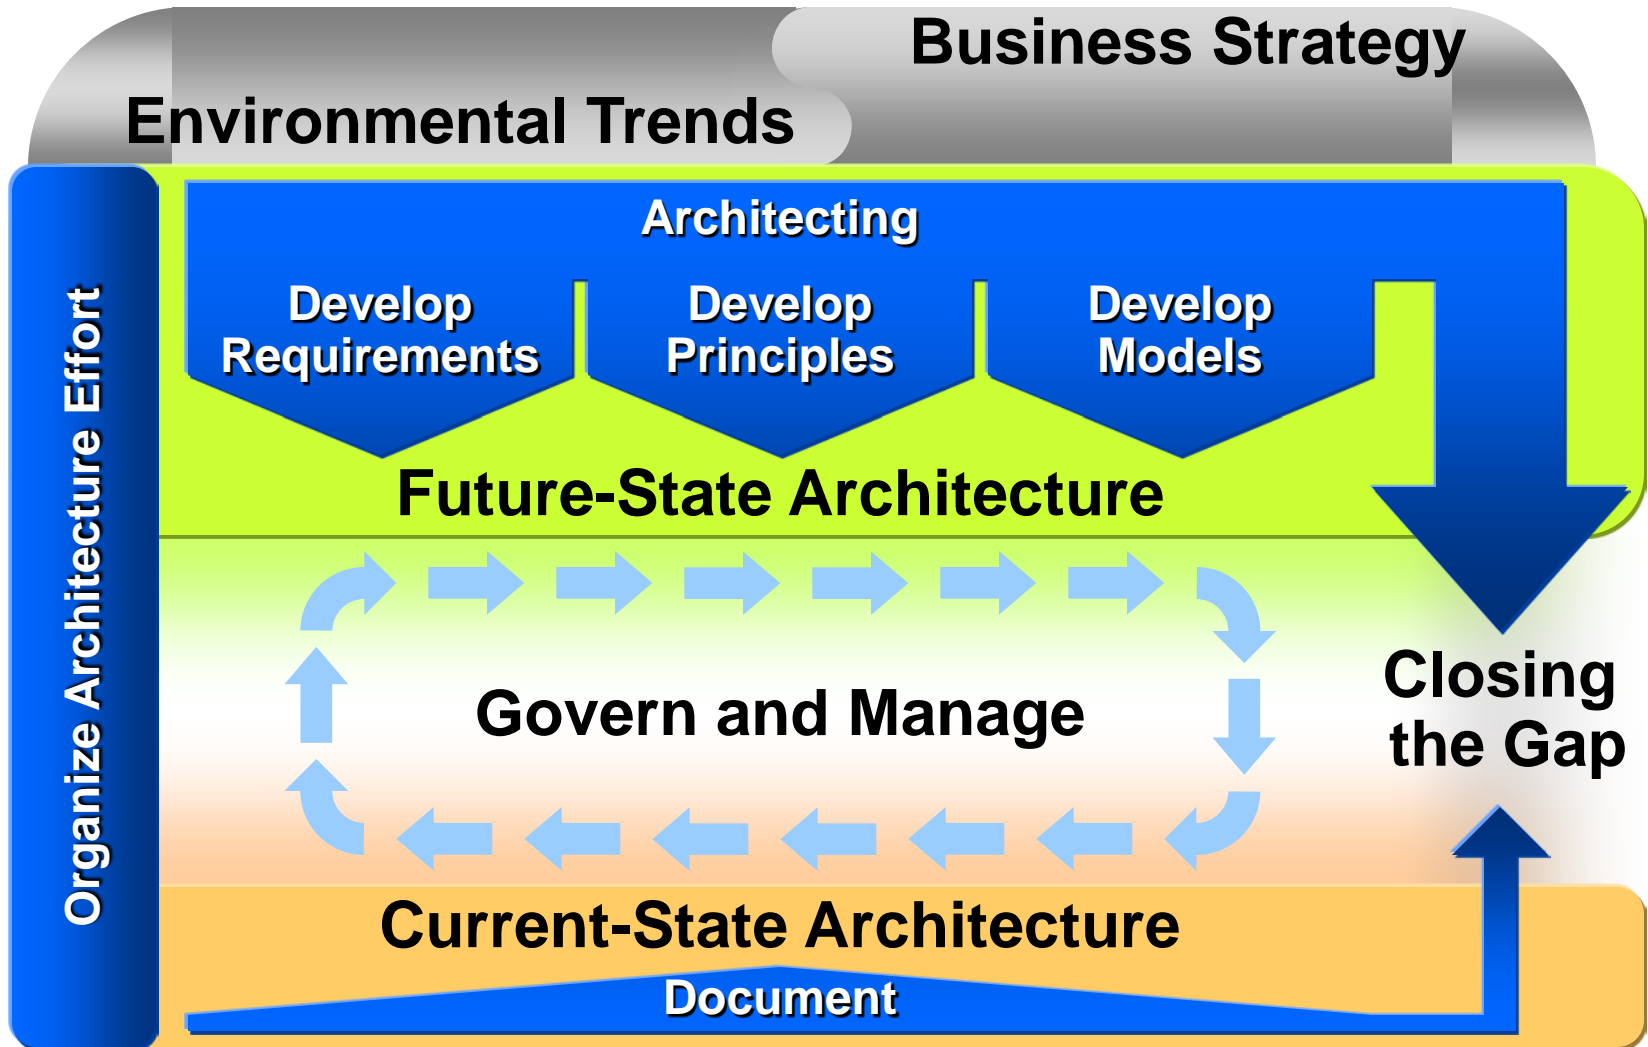 Business Strategy
Environmental Trends
Organize Architecture Effort
Architecting
Develop
Requirements
Develop
Principles
Develop
Models
Future-State Architecture
Govern and Manage
Closing
the Gap
Current-State Architecture
Document